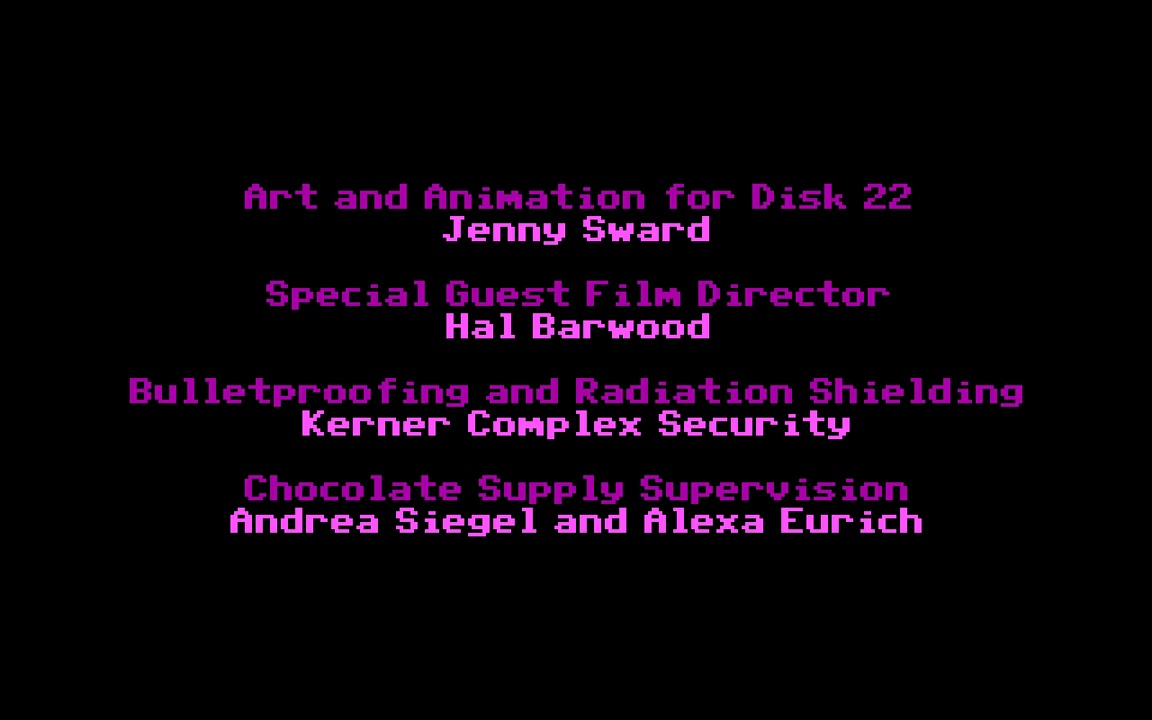 Art and Animation for Disk 22
Jenny Sward
Special Guest Film Director
Hal Barwood
Bulletproofing and Radiation Shielding
Kerner Complex Security
Chocolate Supply Supervision
Andrea Siegel and Alexa Eurich